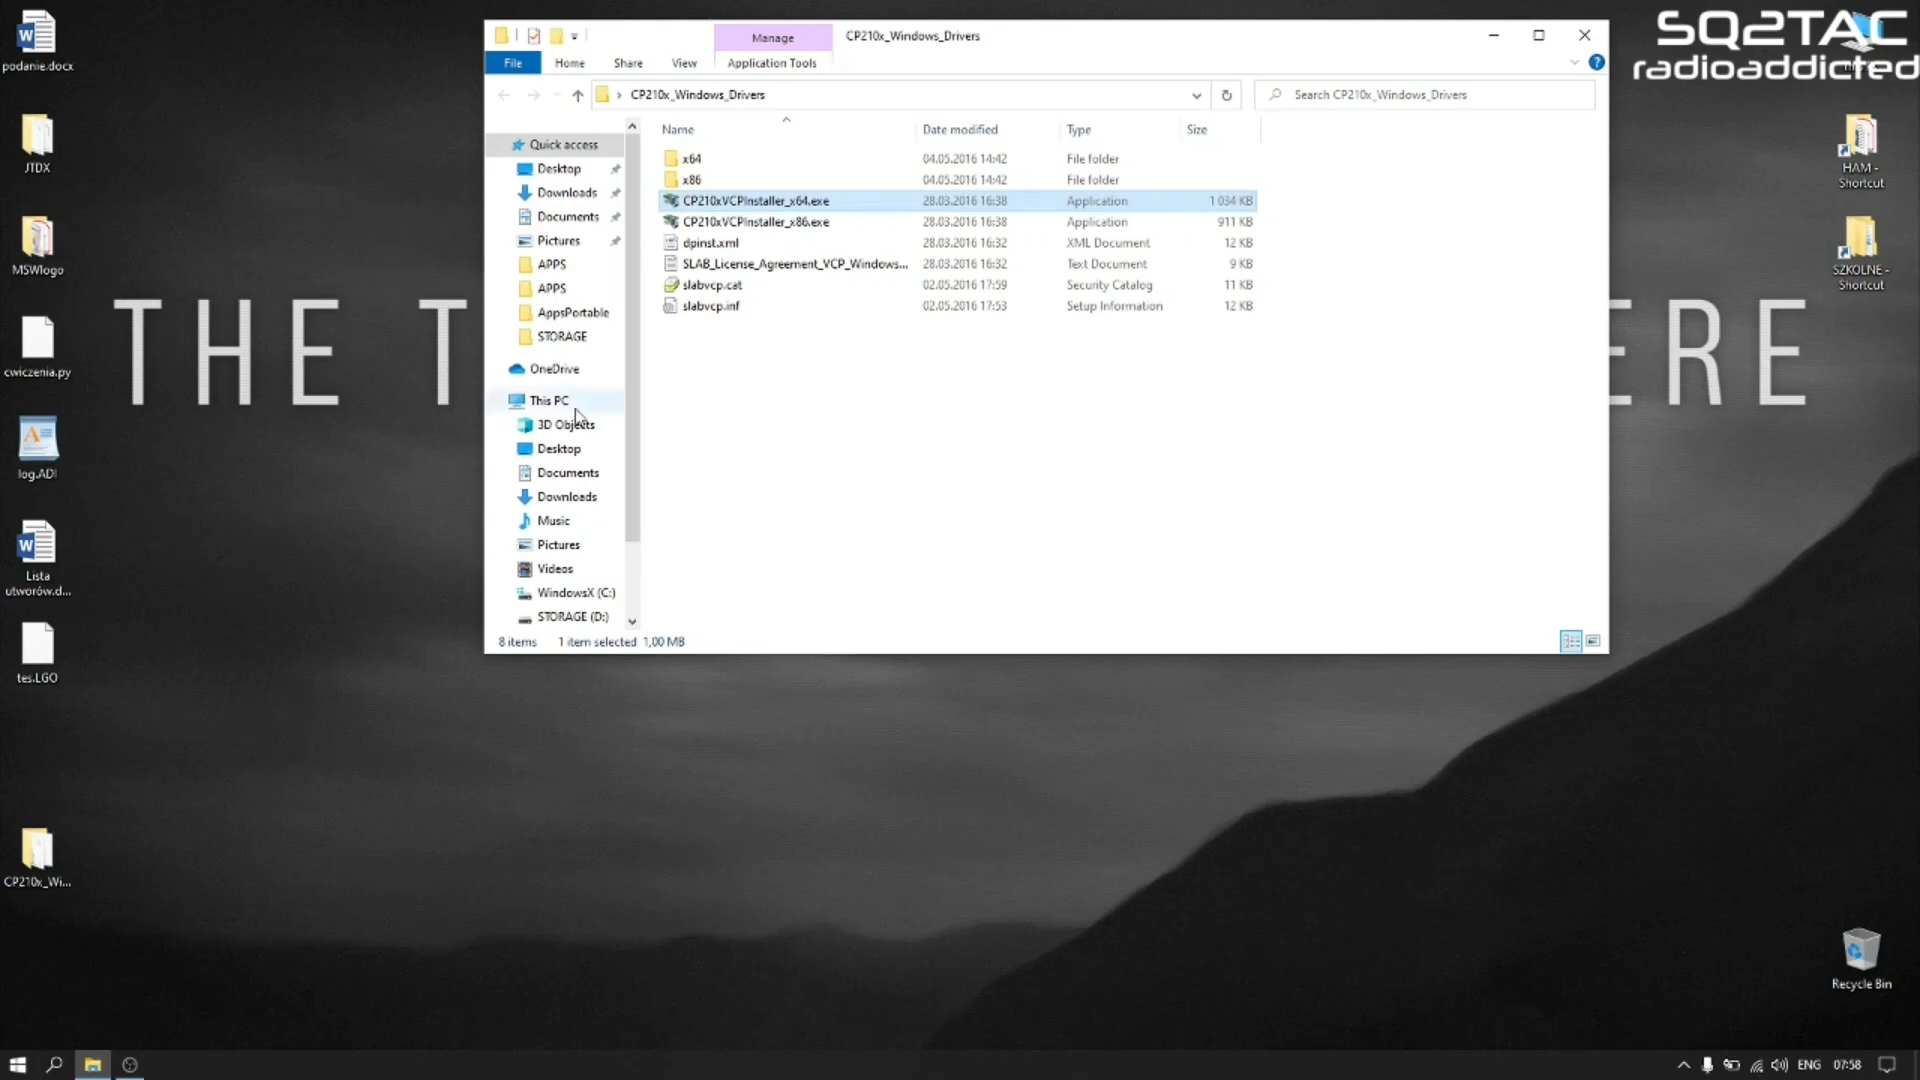 SQ2TAC
radioaddicted
podanie.docx
JTDX
MSWlogo
cwiczenia.py
log.ADI
Lista
utworów.d...
tes.LGO
CP210x_Wi...
THE T
ERE
HAM -
Shortcut
SZKOLNE -
Shortcut
Recycle Bin
Manage
CP210x_Windows_Drivers
File
Home
Share
View
Application Tools
CP210x_Windows_Drivers
Search CP210x_Windows_Drivers
Quick access
Desktop
Downloads
Documents
Pictures
APPS
APPS
AppsPortable
STORAGE
OneDrive
This PC
3D Objects
Desktop
Documents
Downloads
Music
Pictures
Videos
WindowsX (C:)
STORAGE (D:)
Name Date modified Type Size
x64 04.05.2016 14:42 File folder
x86 04.05.2016 14:42 File folder
CP210xVCPInstaller_x64.exe 28.03.2016 16:38 Application 1 034 KB
CP210xVCPInstaller_x86.exe 28.03.2016 16:38 Application 911 KB
dpinst.xml 28.03.2016 16:32 XML Document 12 KB
SLAB_License_Agreement_VCP_Windows... 28.03.2016 16:32 Text Document 9 KB
slabvcp.cat 02.05.2016 17:59 Security Catalog 11 KB
slabvcp.inf 02.05.2016 17:53 Setup Information 12 KB
8 items 1 item selected 1,00 MB
ENG 07:58